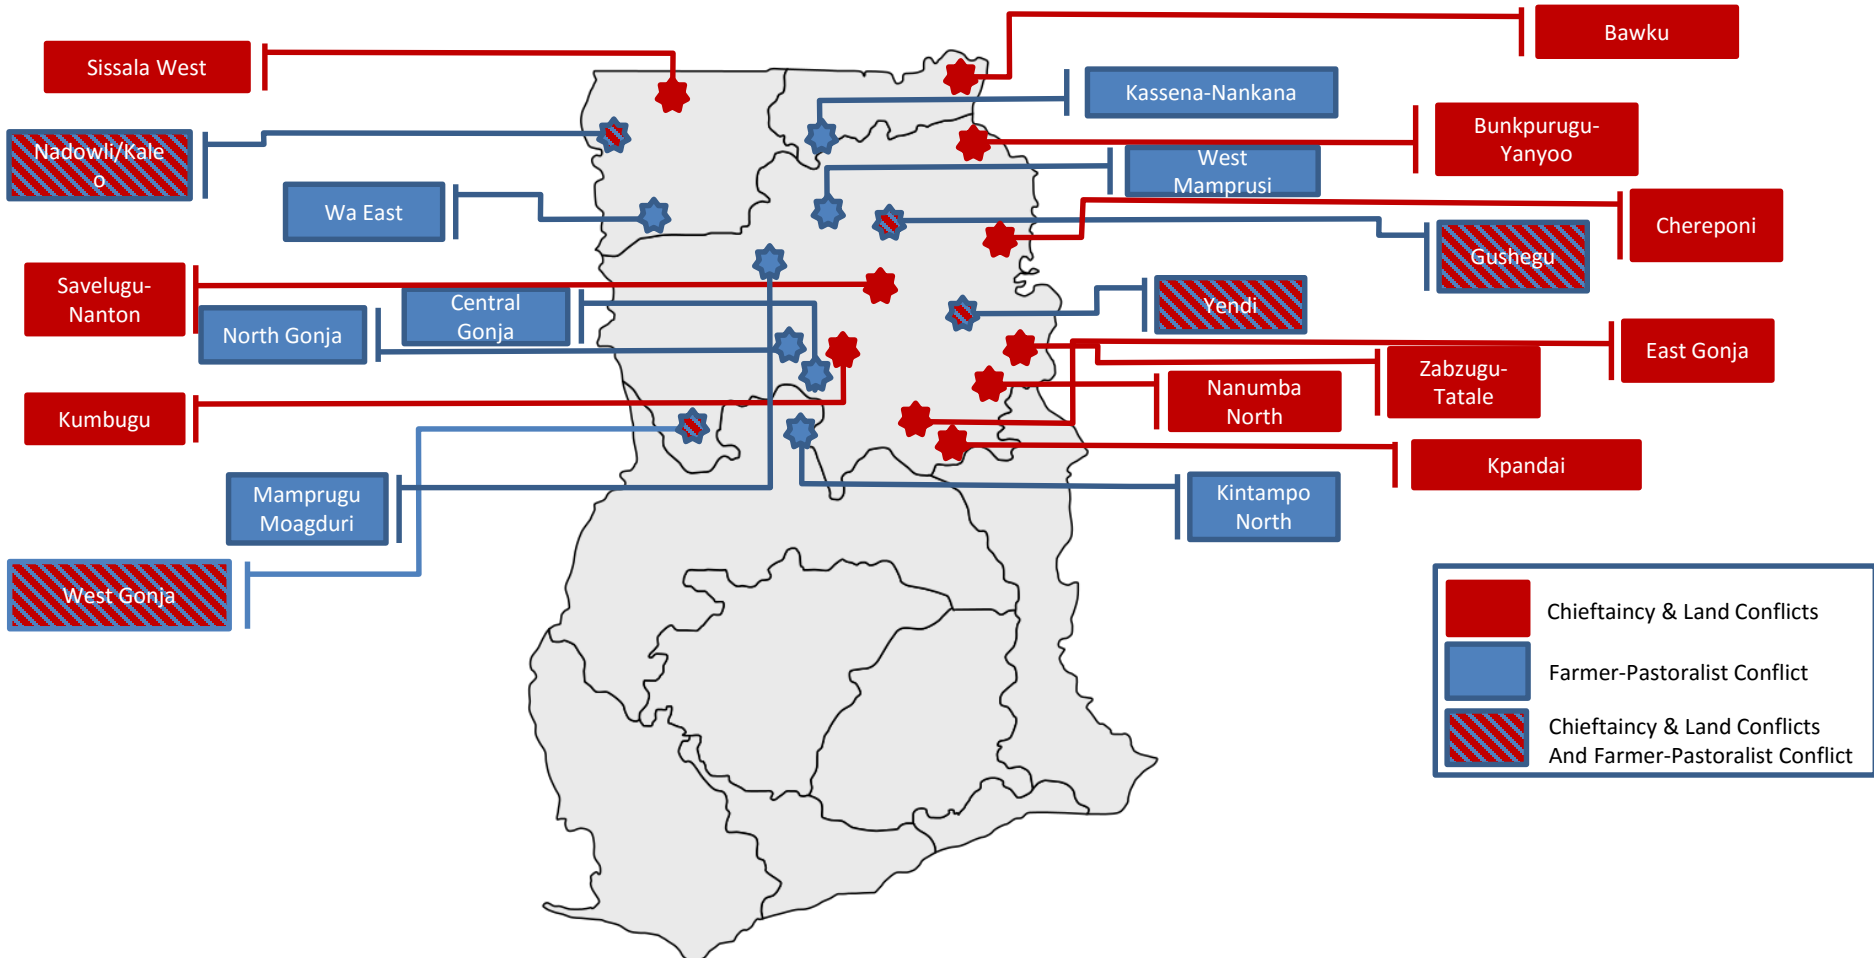 Bawku
Sissala West
Kassena-Nankana
Bunkpurugu-
Yanyoo
Nadowli/Kale
o
West
Mamprusi
Wa East
Chereponi
Gushegu
Savelugu-
Nanton
Central
Gonja
Yendi
North Gonja
East Gonja
Zabzugu-
Tatale
Nanumba
North
Kumbugu
Kpandai
Mamprugu
Moagduri
Kintampo
North
West Gonja
Chieftaincy & Land Conflicts
Farmer-Pastoralist Conflict
Chieftaincy & Land Conflicts
And Farmer-Pastoralist Conflict